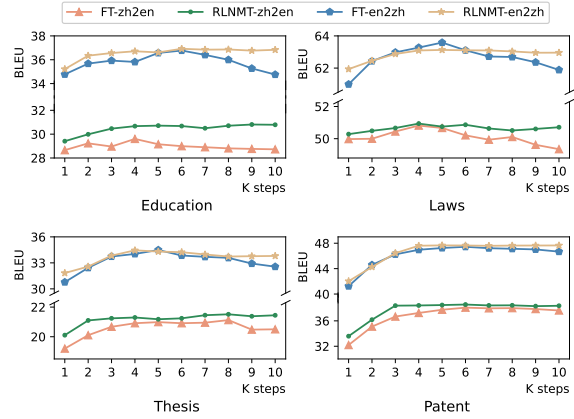 FT-zh2en RLNMT-zh2en FT-en2zh RLNMT-en2zh
BLEU
38
36
34
32
30
28
1 2 3 4 5 6 7 8 9 10
K steps
Education
BLEU
64
62
52
50
1 2 3 4 5 6 7 8 9 10
K steps
Laws
BLEU
36
33
30
22
20
1 2 3 4 5 6 7 8 9 10
K steps
Thesis
BLEU
48
44
40
36
32
1 2 3 4 5 6 7 8 9 10
K steps
Patent